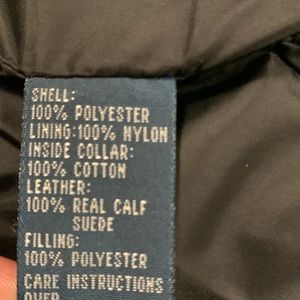 SHELL:
100% POLYESTER
LINING:100% NYLON
INSIDE COLLAR:
100% COTTON
LEATHER:
100% REAL CALF
SUEDE
FILLING:
100% POLYESTER
CARE INSTRUCTIONS
OVER